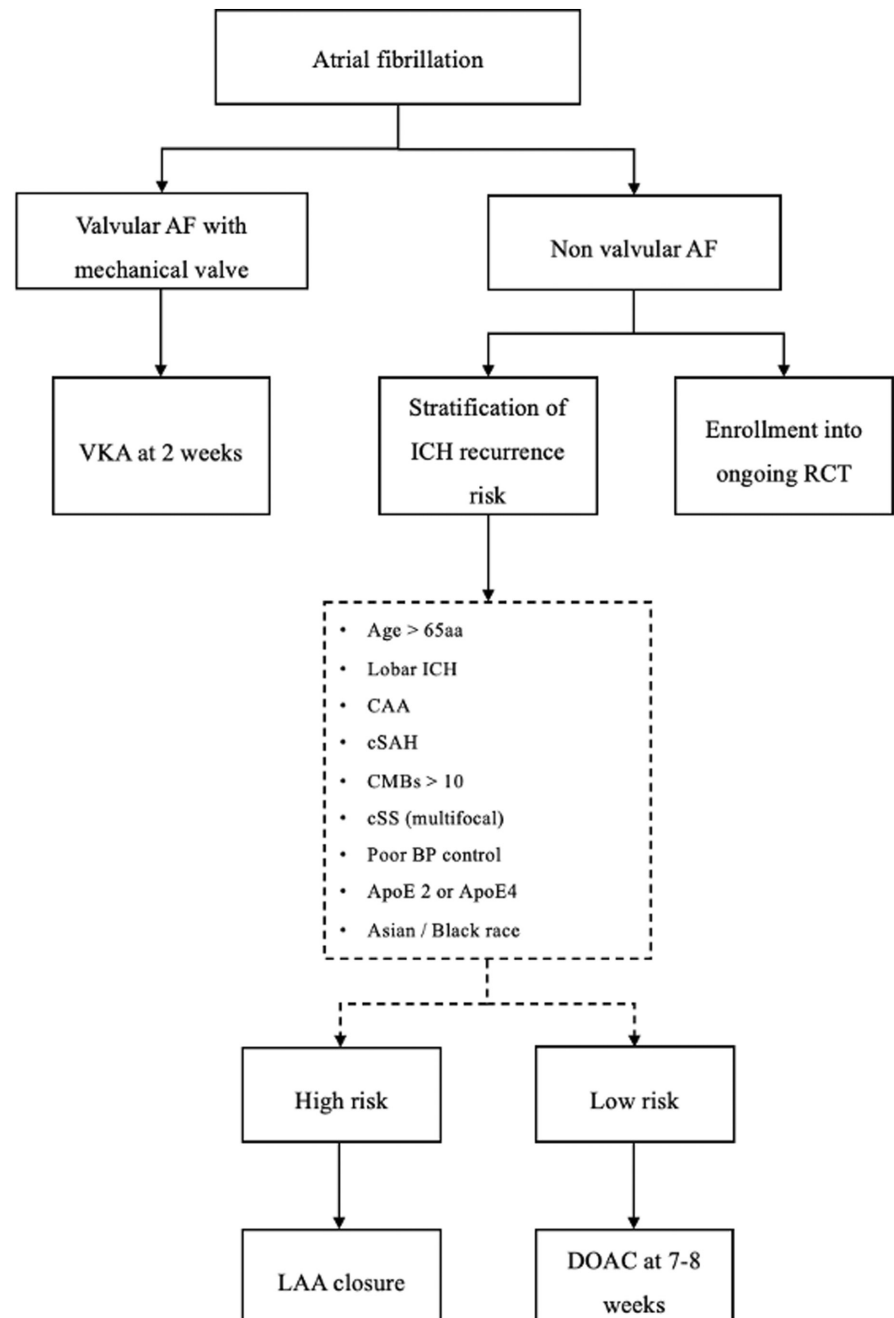 Atrial fibrillation
Valvular AF with
mechanical valve
Non valvular AF
VKA at 2 weeks
Stratification of
ICH recurrence
risk
Enrollment into
ongoing RCT
• Age > 65aa
• Lobar ICH
• CAA
• cSAH
• CMBs > 10
• cSS (multifocal)
• Poor BP control
• ApoE 2 or ApoE4
• Asian / Black race
High risk
Low risk
LAA closure
DOAC at 7-8
weeks